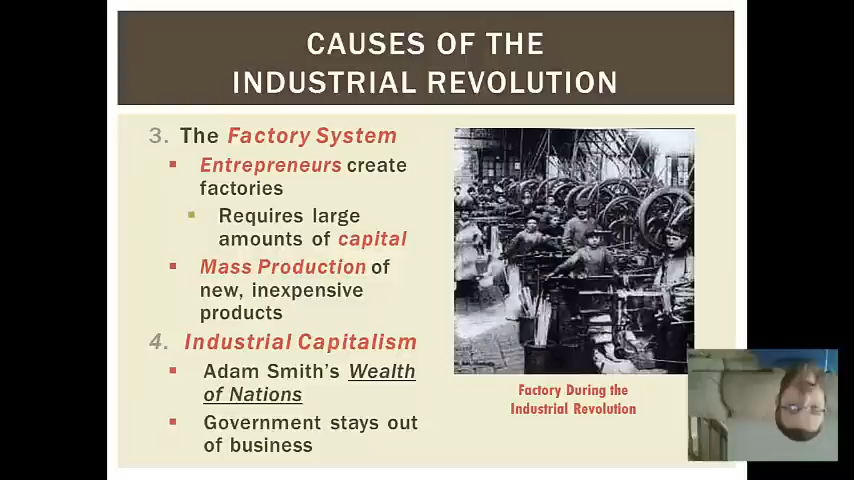 CAUSES OF THE
INDUSTRIAL REVOLUTION
3. The Factory System
Entrepreneurs create
factories
Requires large
amounts of capital
Mass Production of
new, inexpensive
products
4. Industrial Capitalism
Adam Smith's Wealth
of Nations
Government stays out
of business
Factory During the
Industrial Revolution